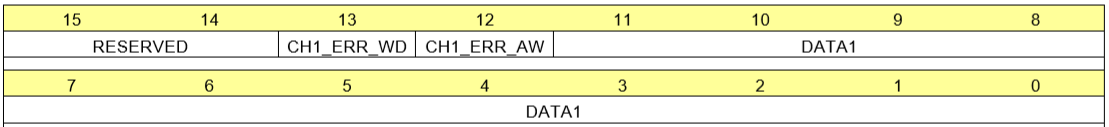 15 14 13 12 11 10 9 8
RESERVED CH1_ERR_WD CH1_ERR_AW DATA1
7 6 5 4 3 2 1 0
DATA1